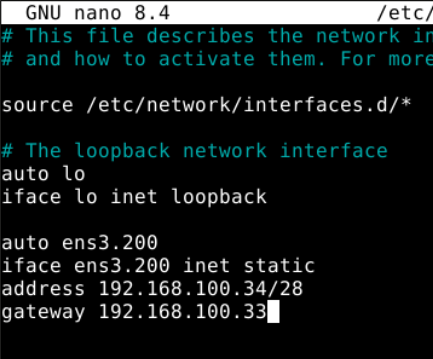 GNU nano 8.4 /etc/
# This file describes the network in
# and how to activate them. For more
source /etc/network/interfaces.d/*
# The loopback network interface
auto lo
iface lo inet loopback
auto ens3.200
iface ens3.200 inet static
address 192.168.100.34/28
gateway 192.168.100.33